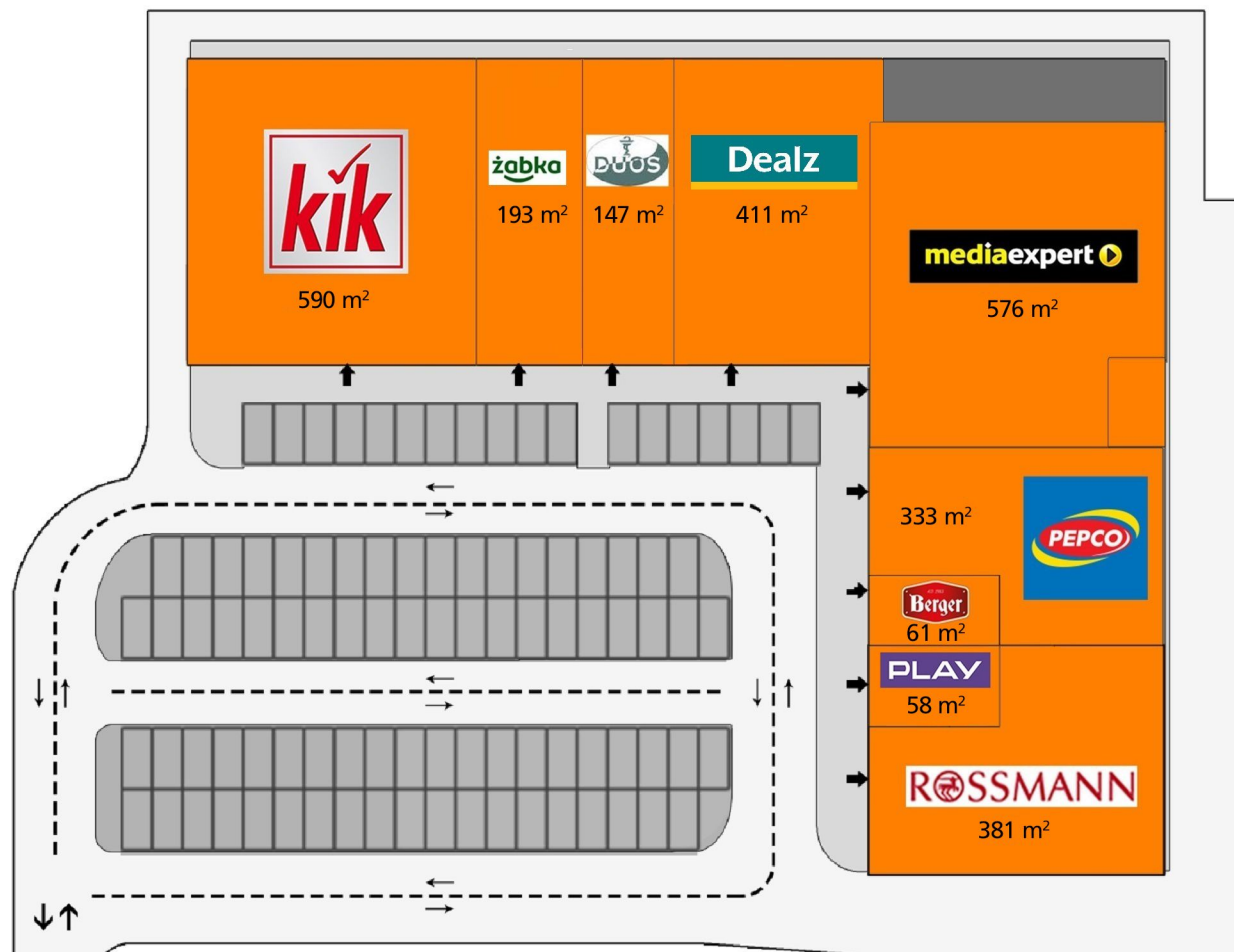 kik
590 m²
żabka
193 m²
DUOS
147 m²
Dealz
411 m²
mediaexpert
576 m²
333 m²
PEPCO
Berger
61 m²
PLAY
58 m²
ROSSMANN
381 m²